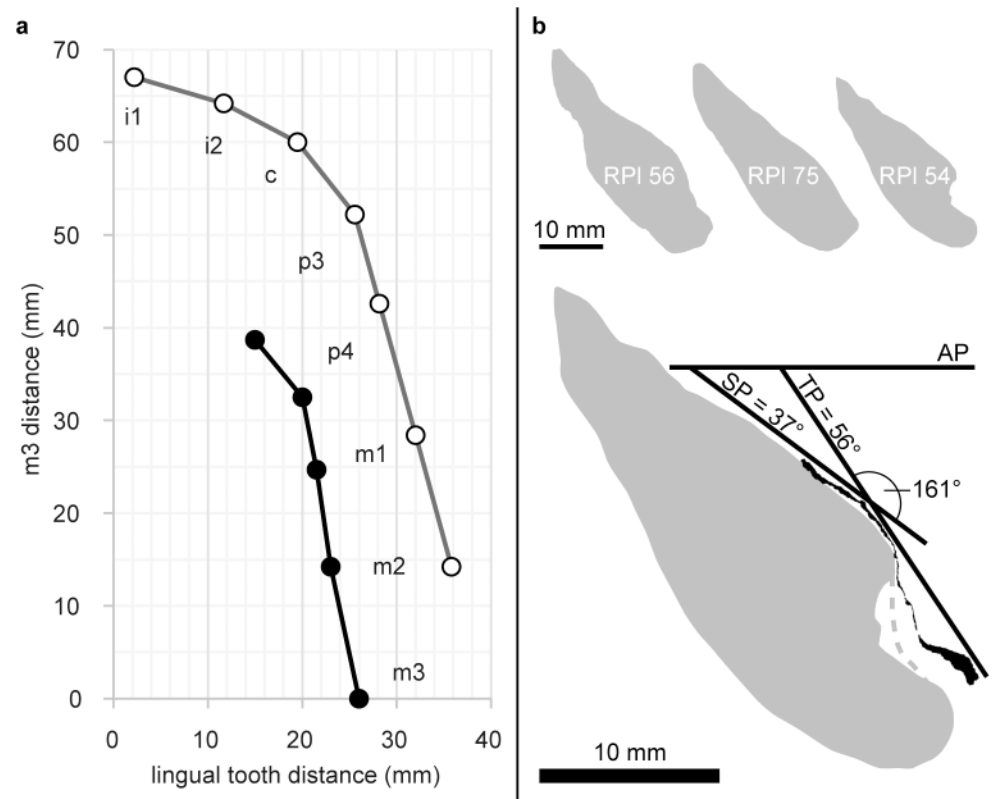 a
70
60
50
40
30
20
10
0
m3 distance (mm)
i1
i2
c
p3
p4
m1
m2
m3
0 10 20 30 40
lingual tooth distance (mm)
b
RPI 56 RPI 75 RPI 54
10 mm
AP
SP = 37°
TP = 56°
161°
10 mm